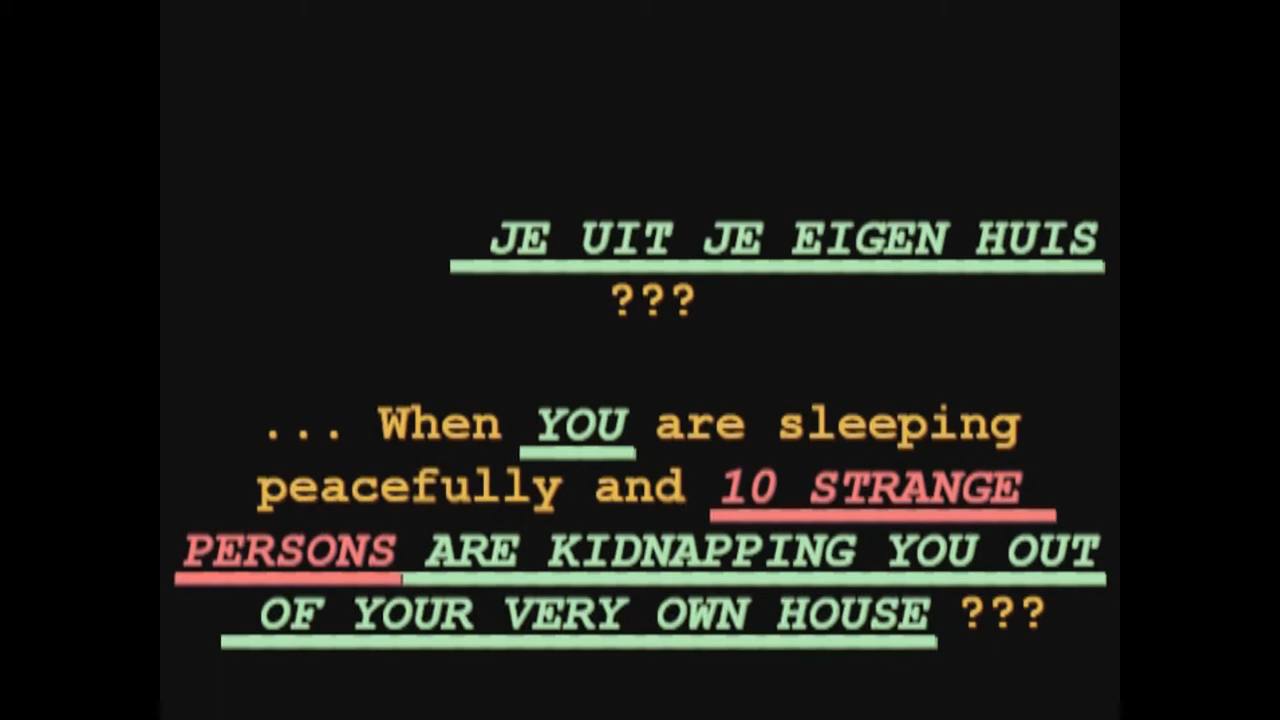 JE UIT JE EIGEN HUIS
???
... When YOU are sleeping
peacefully and 10 STRANGE
PERSONS ARE KIDNAPPING YOU OUT
OF YOUR VERY OWN HOUSE ???